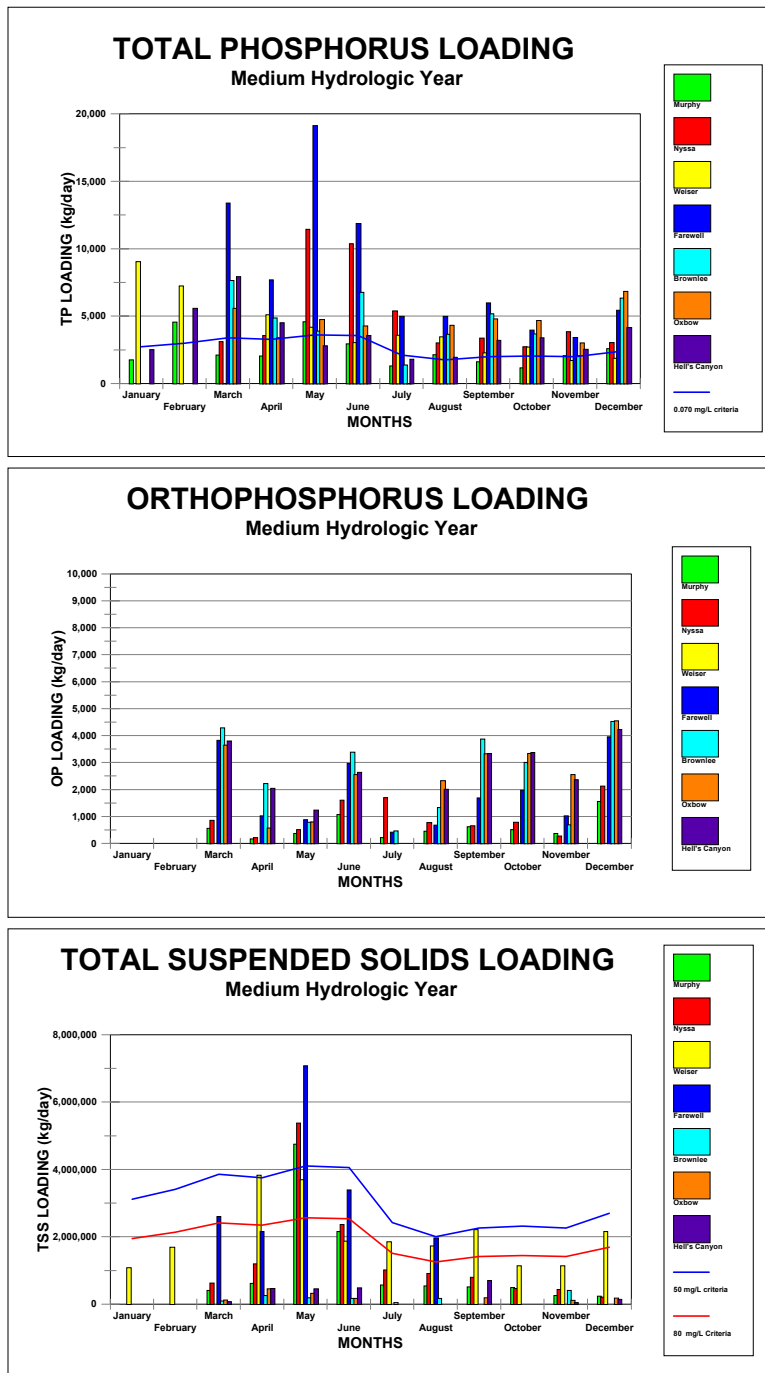 TOTAL PHOSPHORUS LOADING
Medium Hydrologic Year
TP LOADING (kg/day)
20,000
15,000
10,000
5,000
0
January
February
March
April
May
June
July
August
September
October
November
December
MONTHS
Murphy
Nyssa
Weiser
Farewell
Brownlee
Oxbow
Hell's Canyon
0.070 mg/L criteria
ORTHOPHOSPHORUS LOADING
Medium Hydrologic Year
OP LOADING (kg/day)
10,000
9,000
8,000
7,000
6,000
5,000
4,000
3,000
2,000
1,000
0
January
February
March
April
May
June
July
August
September
October
November
December
MONTHS
Murphy
Nyssa
Weiser
Farewell
Brownlee
Oxbow
Hell's Canyon
TOTAL SUSPENDED SOLIDS LOADING
Medium Hydrologic Year
TSS LOADING (kg/day)
8,000,000
6,000,000
4,000,000
2,000,000
0
January
February
March
April
May
June
July
August
September
October
November
December
MONTHS
Murphy
Nyssa
Weiser
Farewell
Brownlee
Oxbow
Hell's Canyon
50 mg/L criteria
80 mg/L Criteria